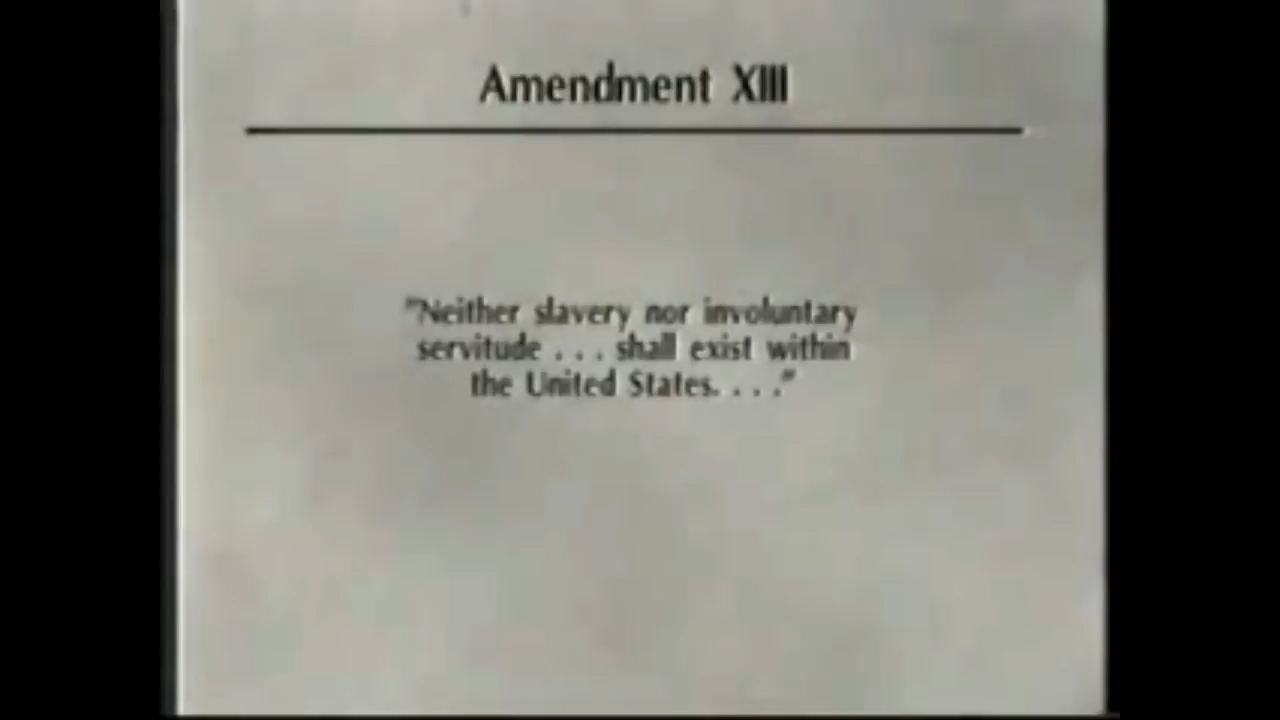 Amendment XIII
"Neither slavery nor involuntary
servitude . . . shall exist within
the United States. . . ."